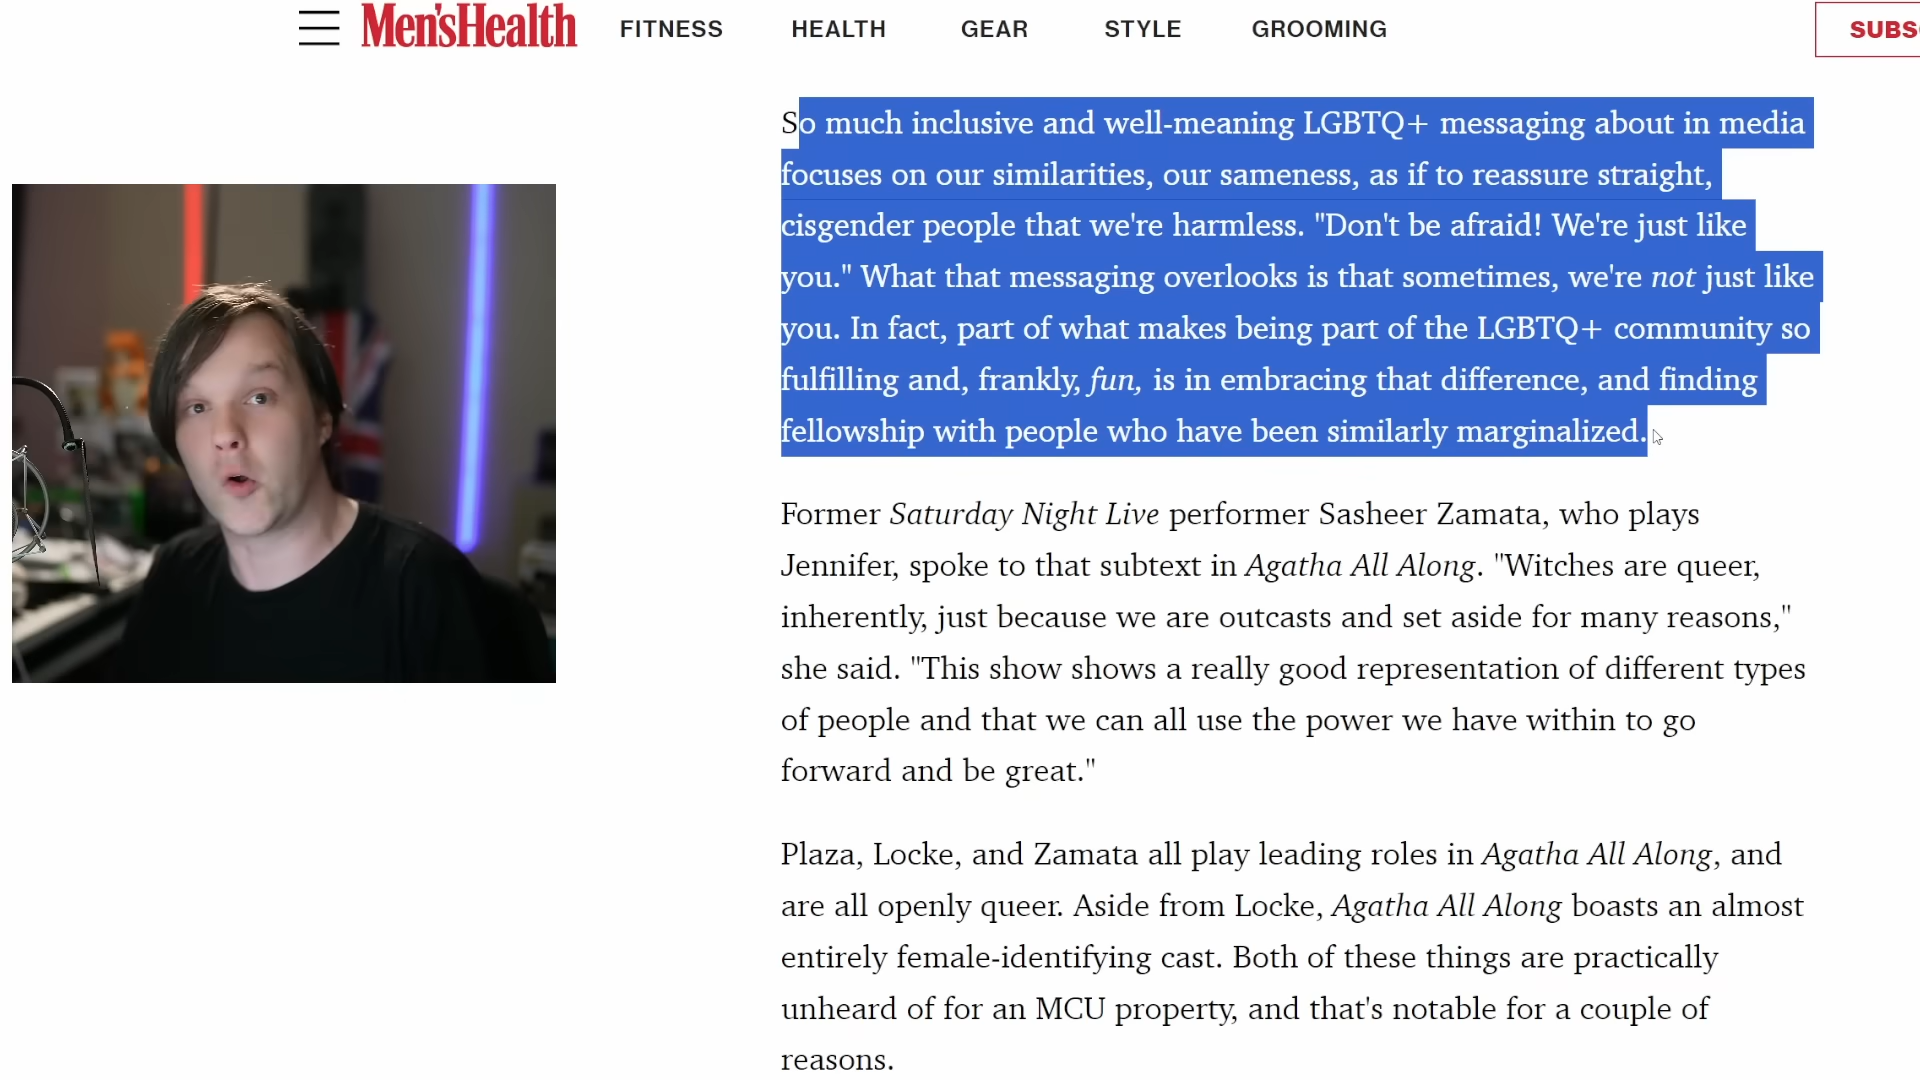 Men'sHealth FITNESS HEALTH GEAR STYLE GROOMING SUBS
So much inclusive and well-meaning LGBTQ+ messaging about in media
focuses on our similarities, our sameness, as if to reassure straight,
cisgender people that we're harmless. "Don't be afraid! We're just like
you." What that messaging overlooks is that sometimes, we're not just like
you. In fact, part of what makes being part of the LGBTQ+ community so
fulfilling and, frankly, fun, is in embracing that difference, and finding
fellowship with people who have been similarly marginalized.
Former Saturday Night Live performer Sasheer Zamata, who plays
Jennifer, spoke to that subtext in Agatha All Along. "Witches are queer,
inherently, just because we are outcasts and set aside for many reasons,"
she said. "This show shows a really good representation of different types
of people and that we can all use the power we have within to go
forward and be great."
Plaza, Locke, and Zamata all play leading roles in Agatha All Along, and
are all openly queer. Aside from Locke, Agatha All Along boasts an almost
entirely female-identifying cast. Both of these things are practically
unheard of for an MCU property, and that's notable for a couple of
reasons.